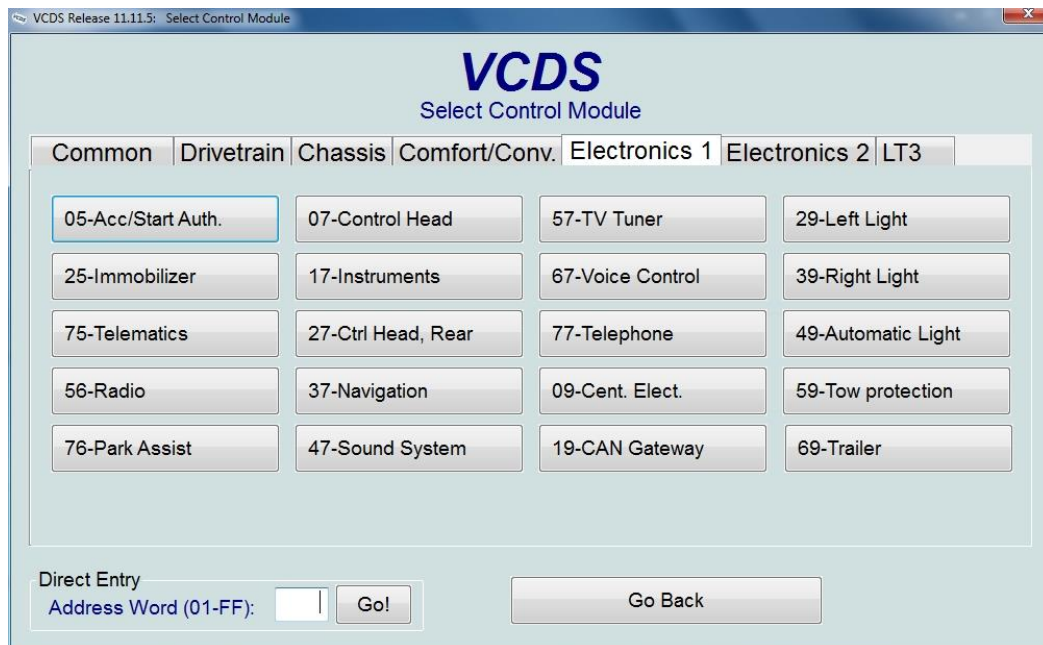 VCDS Release 11.11.5: Select Control Module
VCDS
Select Control Module
Common Drivetrain Chassis Comfort/Conv. Electronics 1 Electronics 2 LT3
05-Acc/Start Auth. 07-Control Head 57-TV Tuner 29-Left Light
25-Immobilizer 17-Instruments 67-Voice Control 39-Right Light
75-Telematics 27-Ctrl Head, Rear 77-Telephone 49-Automatic Light
56-Radio 37-Navigation 09-Cent. Elect. 59-Tow protection
76-Park Assist 47-Sound System 19-CAN Gateway 69-Trailer
Direct Entry
Address Word (01-FF): Go! Go Back